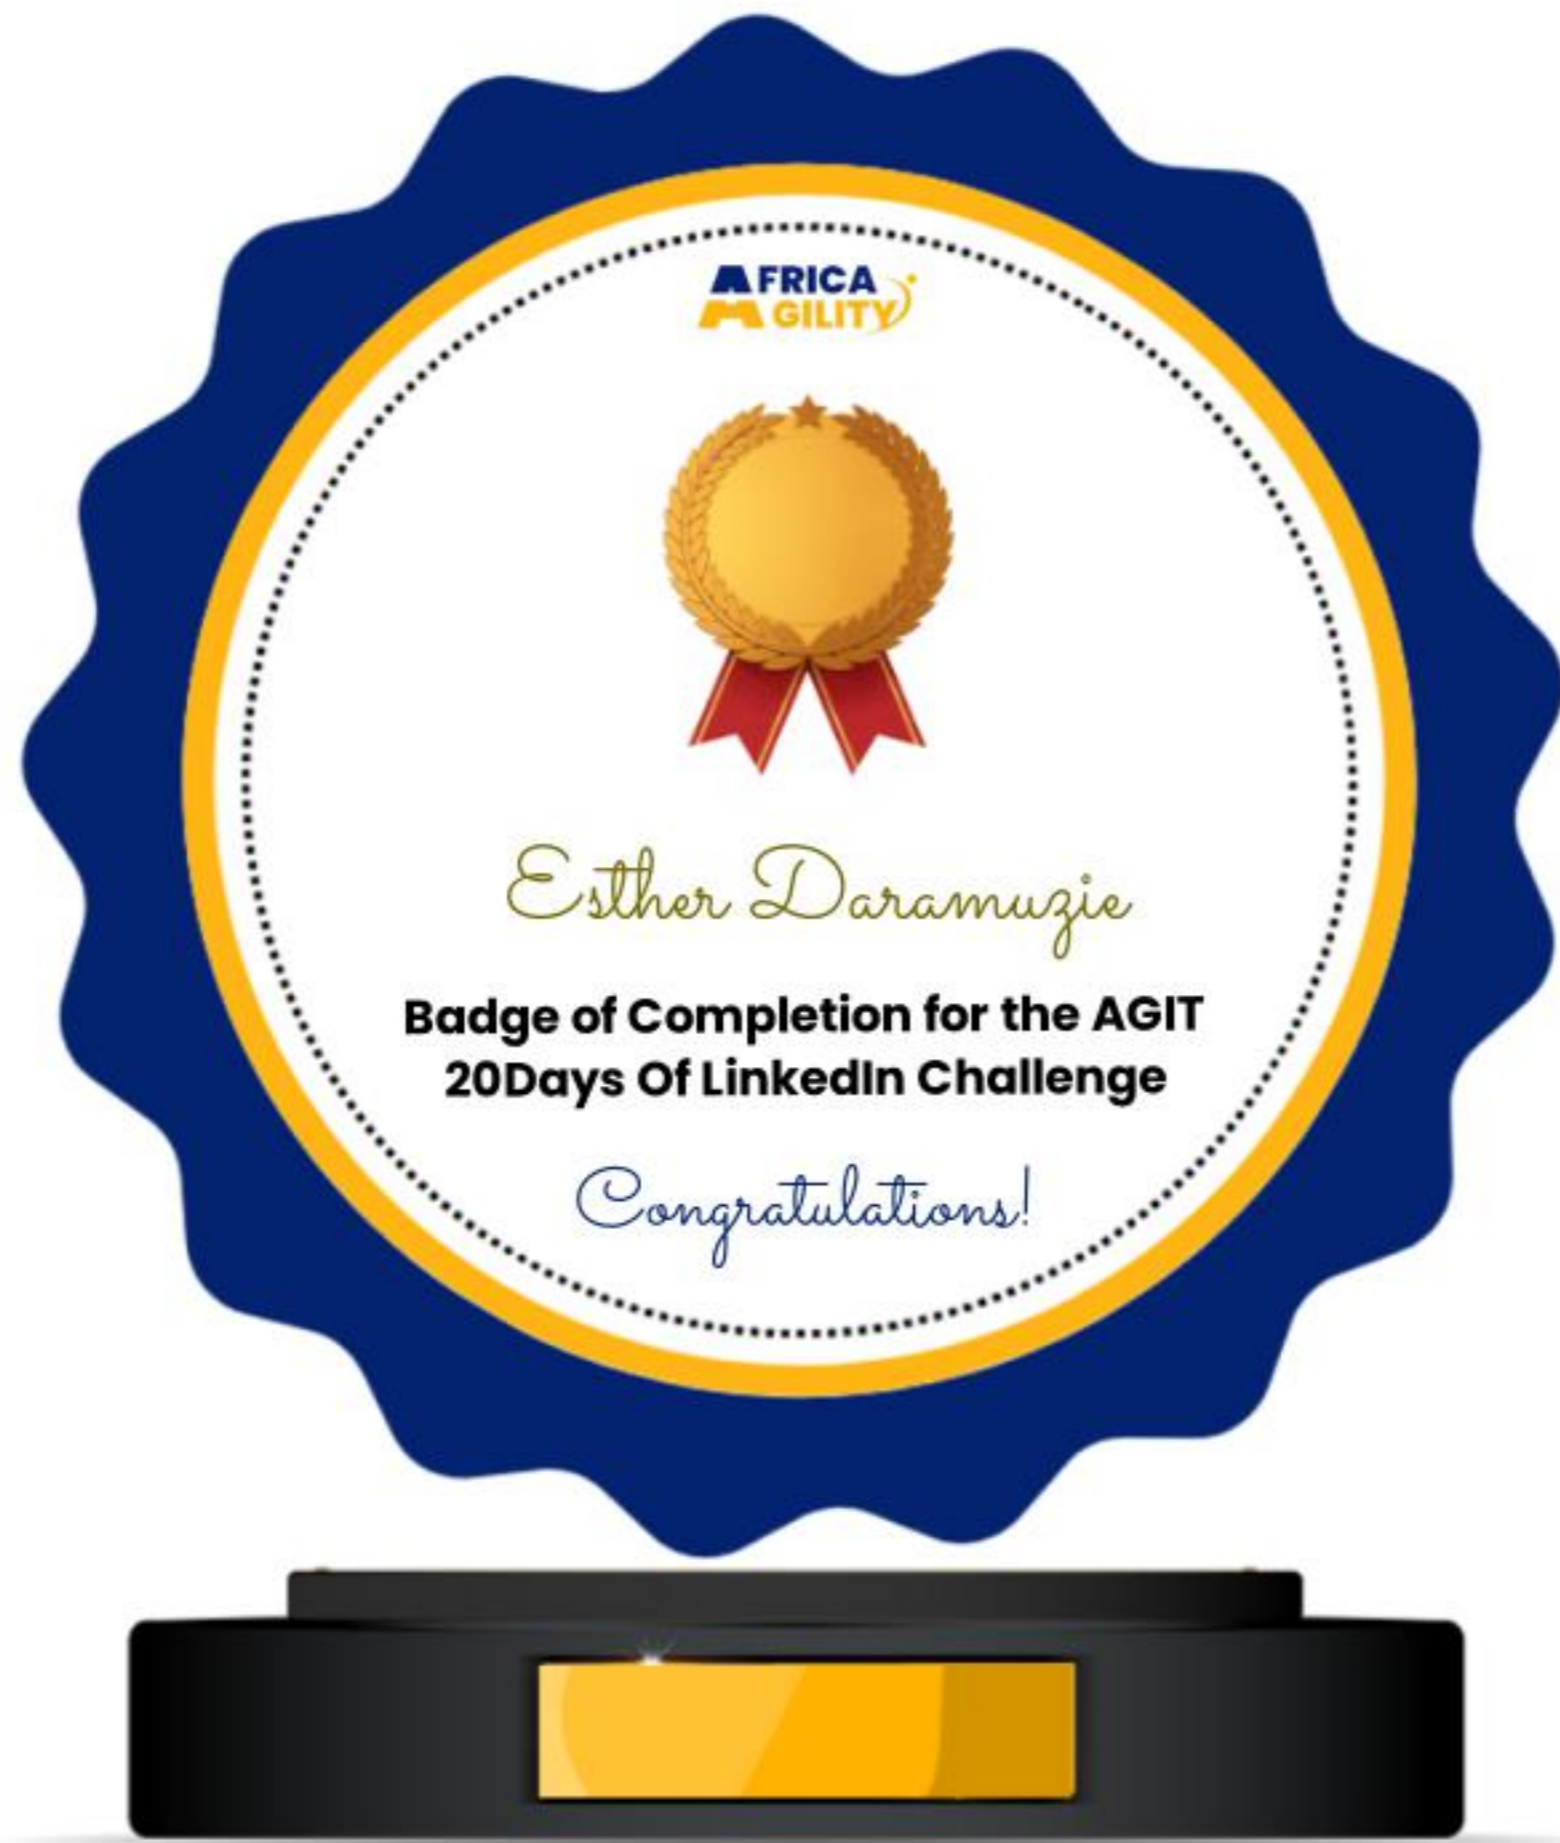 AFRICA
AGILITY
Esther Daramuzie
Badge of Completion for the AGIT
20Days Of LinkedIn Challenge
Congratulations!